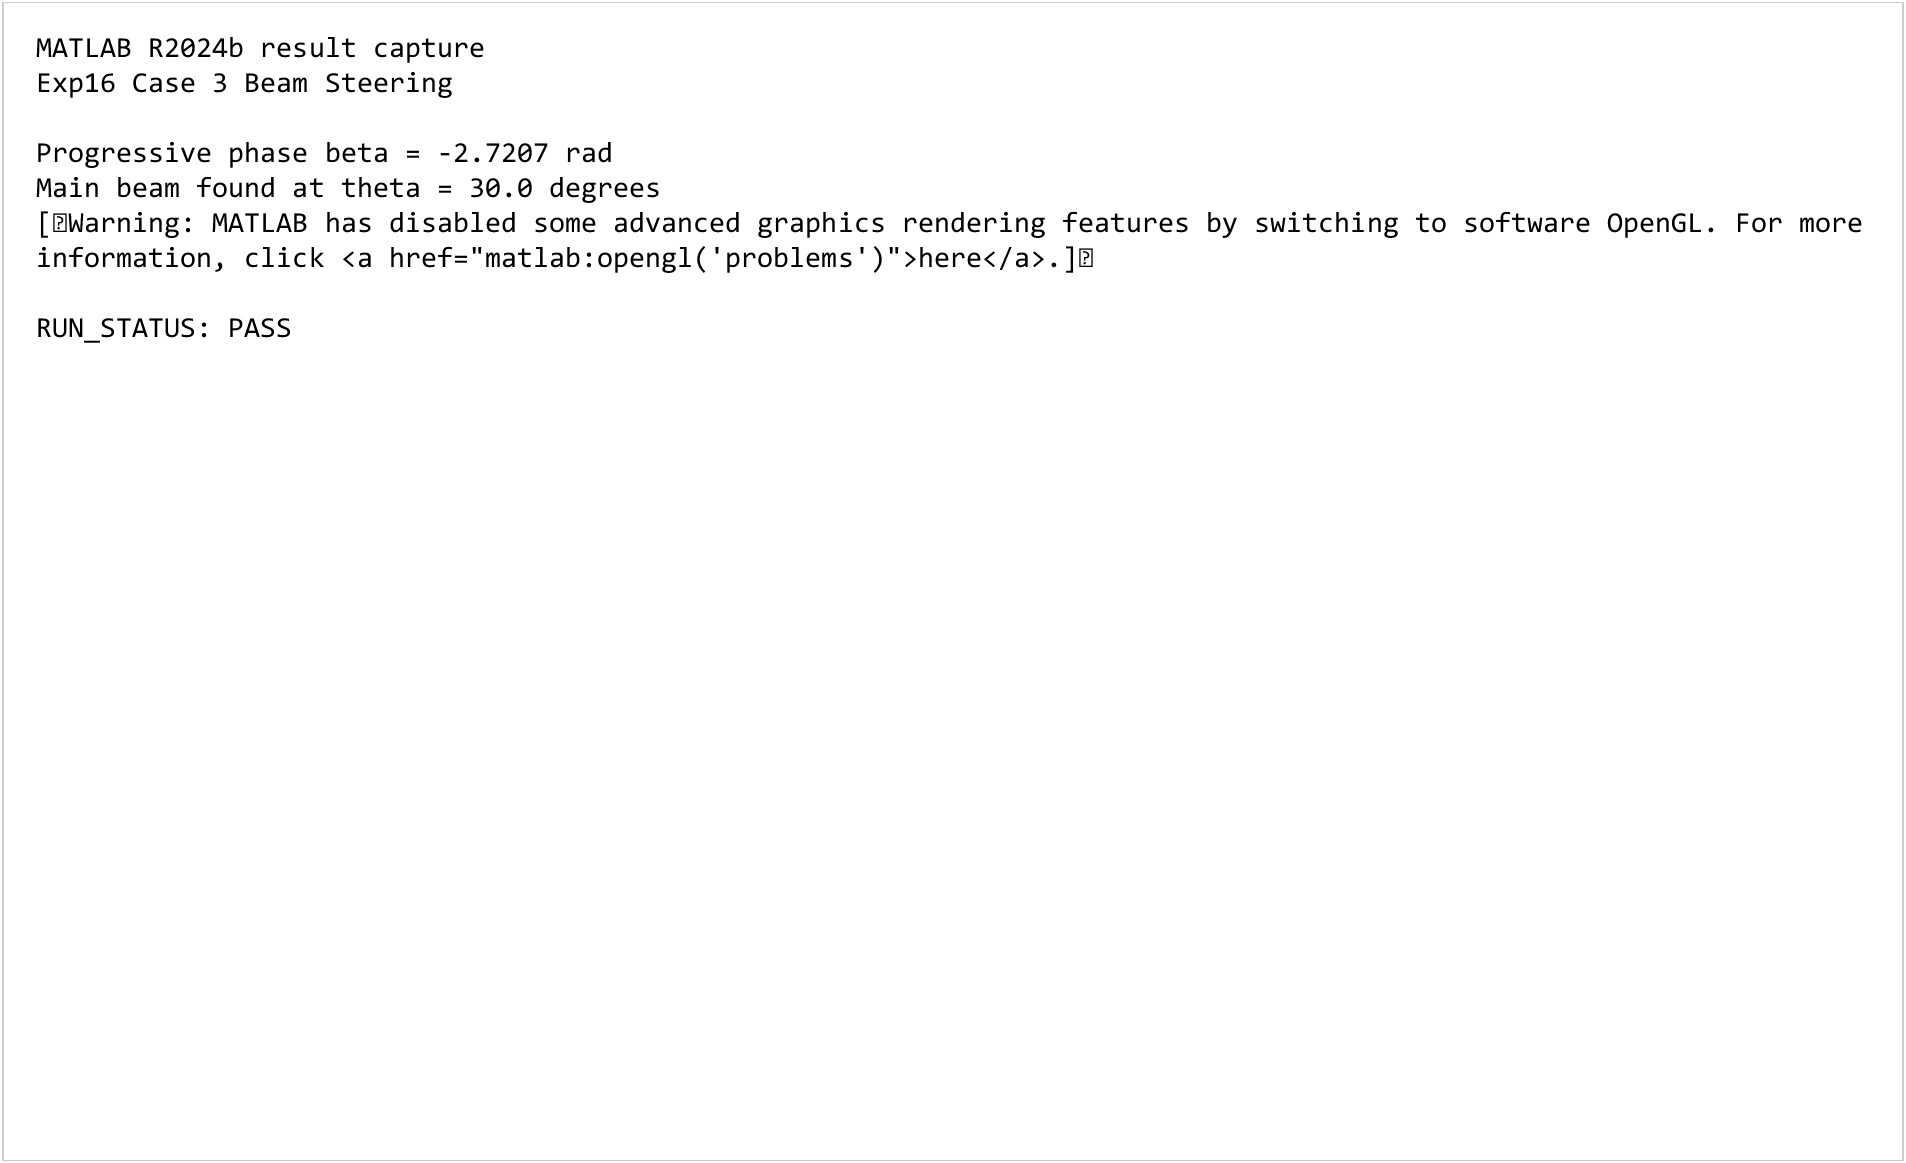 MATLAB R2024b result capture
Exp16 Case 3 Beam Steering
Progressive phase beta = -2.7207 rad
Main beam found at theta = 30.0 degrees
[⍰Warning: MATLAB has disabled some advanced graphics rendering features by switching to software OpenGL. For more
information, click <a href="matlab:opengl('problems')">here</a>.]⍰
RUN_STATUS: PASS